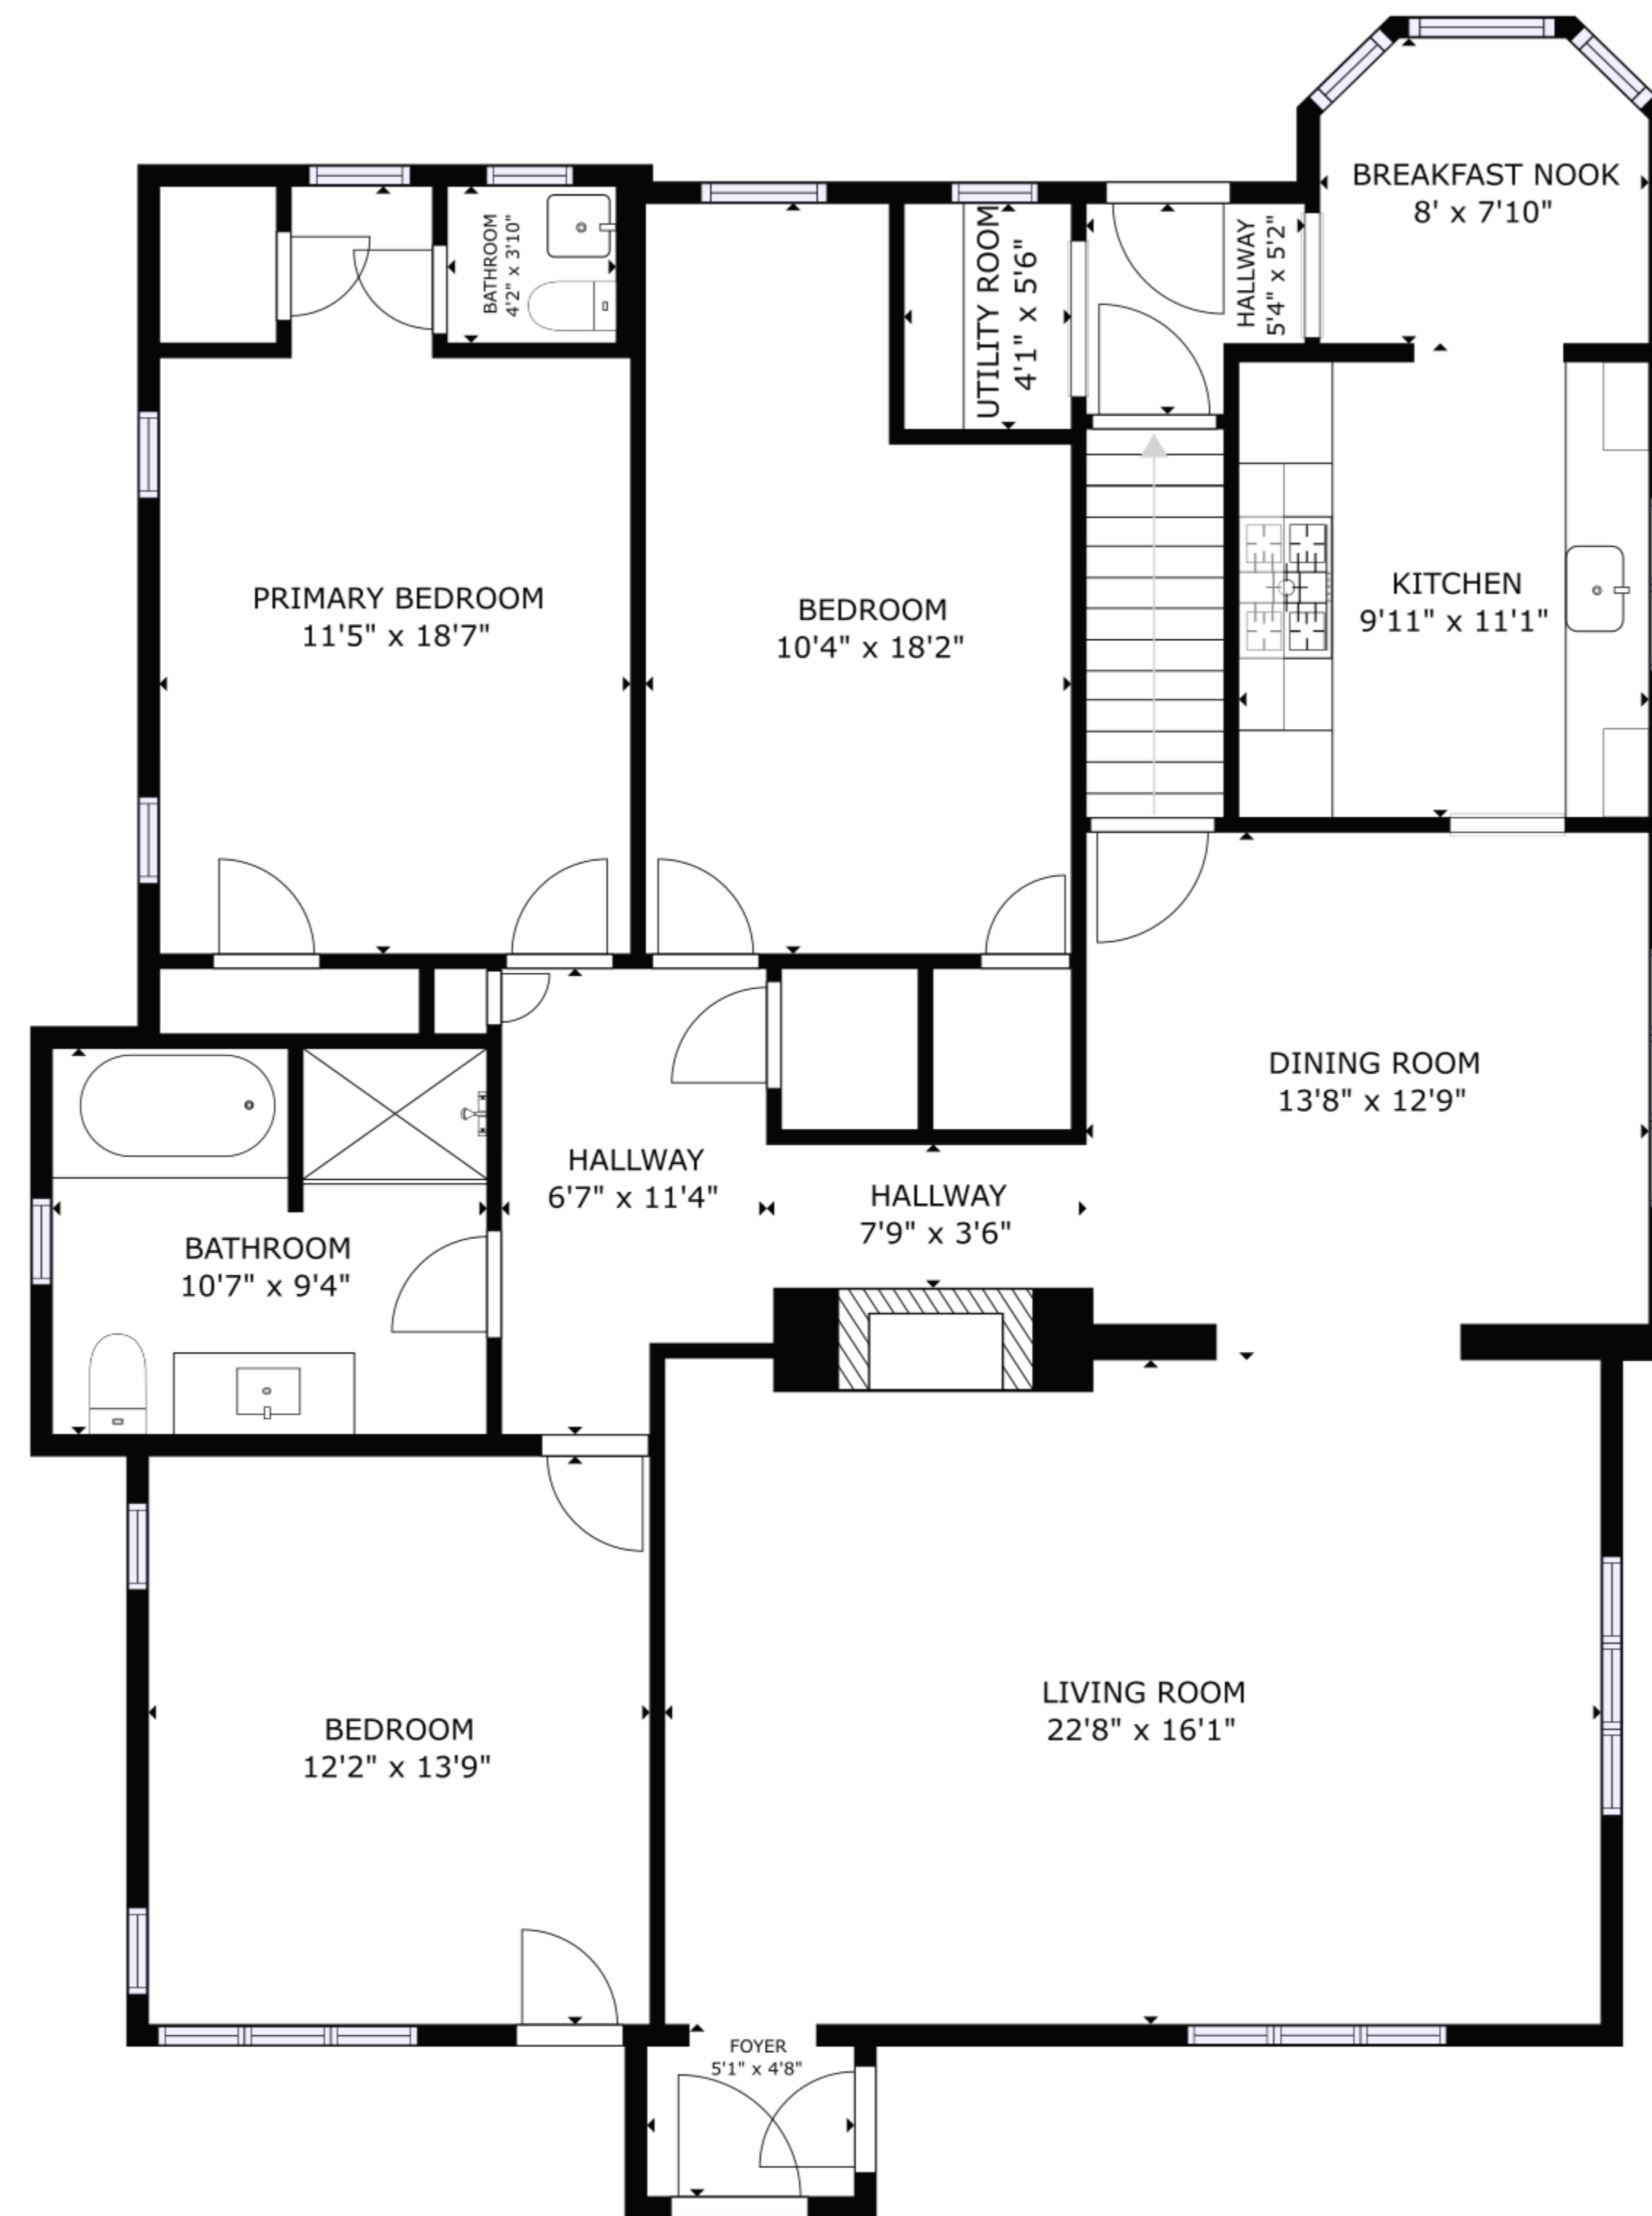 BREAKFAST NOOK
8' x 7'10"
BATHROOM
4'2" x 3'10"
UTILITY ROOM
4'1" x 5'6"
HALLWAY
5'4" x 5'2"
PRIMARY BEDROOM
11'5" x 18'7"
BEDROOM
10'4" x 18'2"
KITCHEN
9'11" x 11'1"
DINING ROOM
13'8" x 12'9"
HALLWAY
6'7" x 11'4"
HALLWAY
7'9" x 3'6"
BATHROOM
10'7" x 9'4"
LIVING ROOM
22'8" x 16'1"
BEDROOM
12'2" x 13'9"
FOYER
5'1" x 4'8"